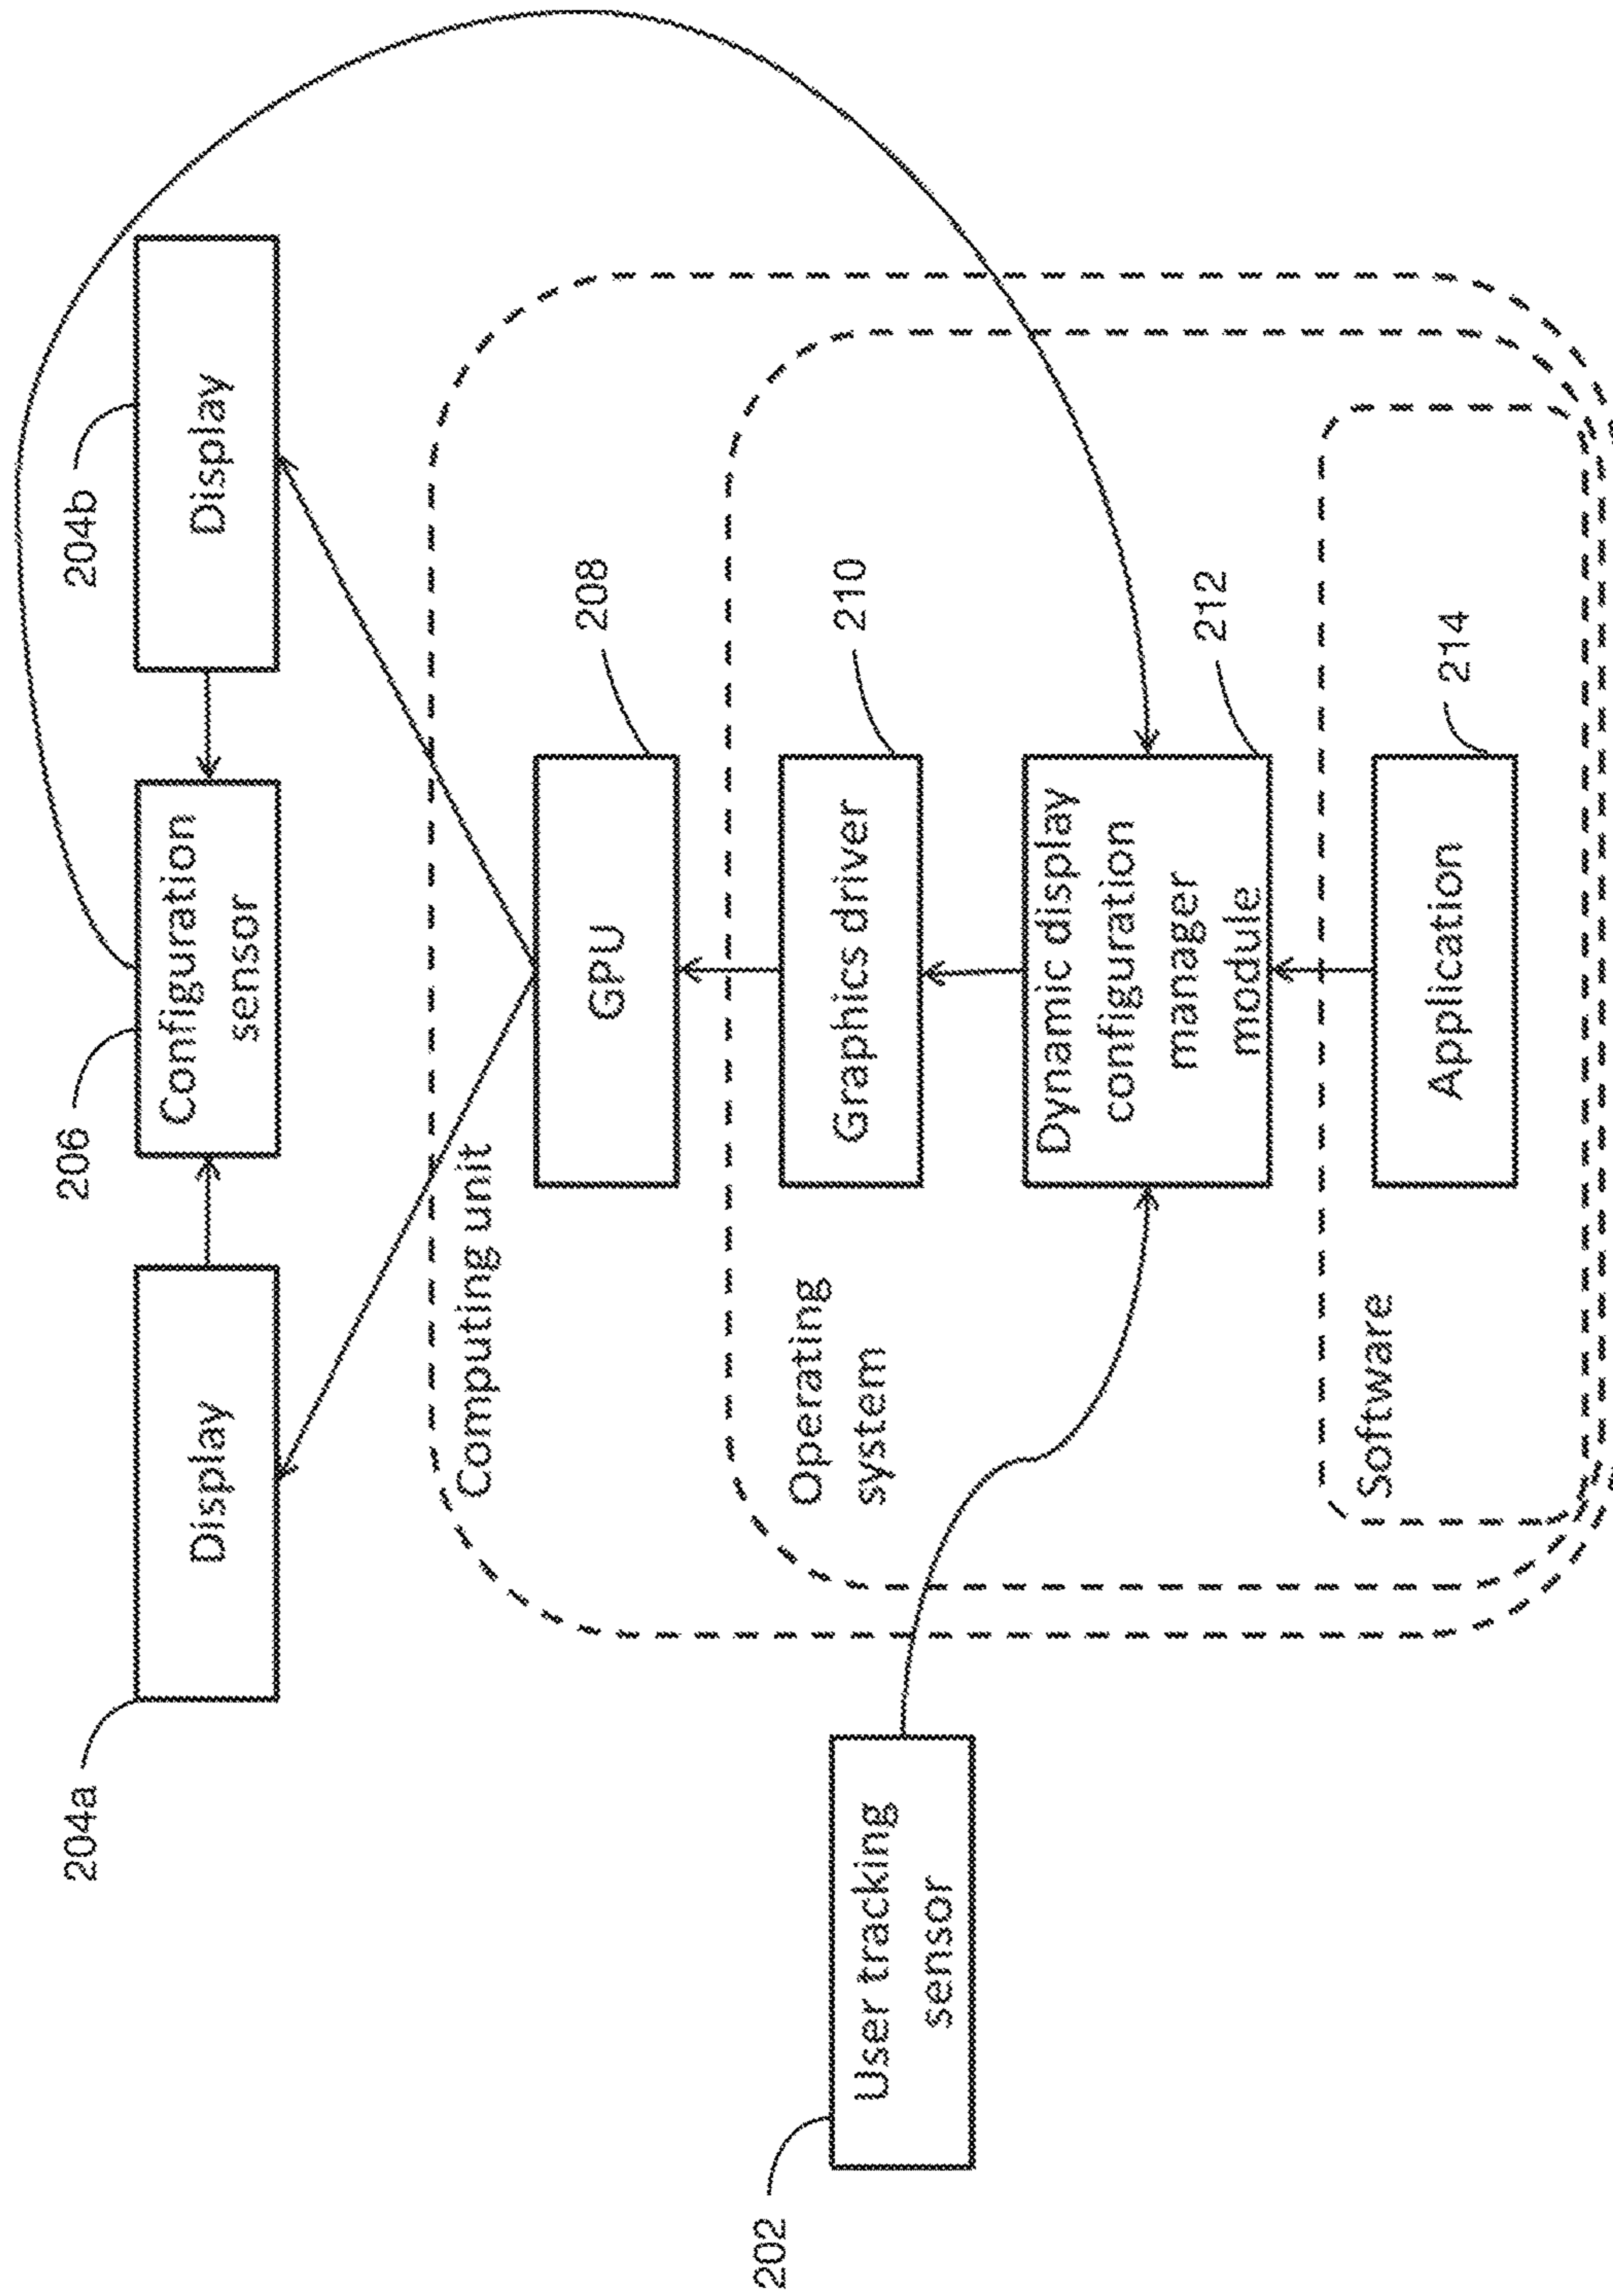 204a
206
204b
Display
Configuration
sensor
Display
Computing unit
GPU
208
Operating
system
Graphics driver
210
202
User tracking
sensor
Dynamic display
configuration
manager
module
212
Software
Application
214